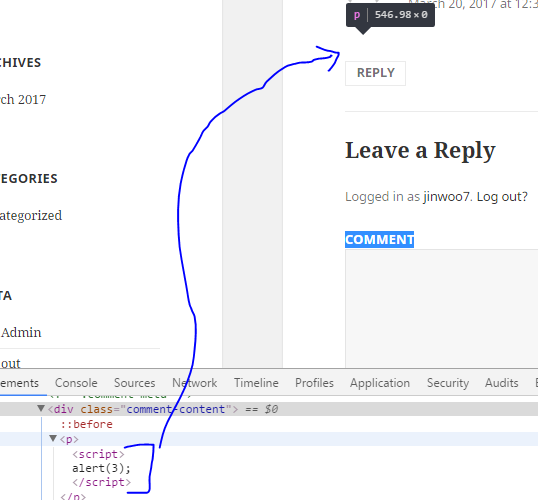 March 20, 2017 at 12:3
p 546.98×0
CHIVES
REPLY
rch 2017
Leave a Reply
EGORIES
Logged in as jinwoo7. Log out?
ategorized
COMMENT
TA
Admin
out
ements Console Sources Network Timeline Profiles Application Security Audits
<div class="comment-content"> == $0
::before
<p>
<script>
alert(3);
</script>
</p>